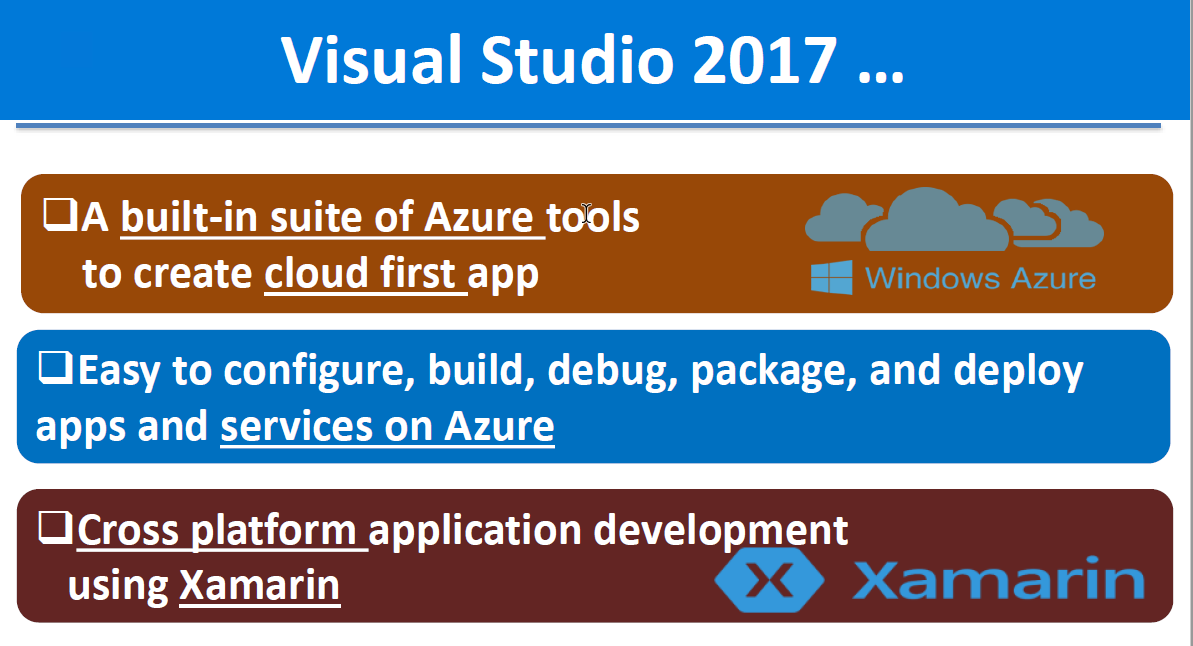 Visual Studio 2017 ...
❑A built-in suite of Azure tools
to create cloud first app
Windows Azure
❑Easy to configure, build, debug, package, and deploy
apps and services on Azure
❑Cross platform application development
using Xamarin
Xamarin